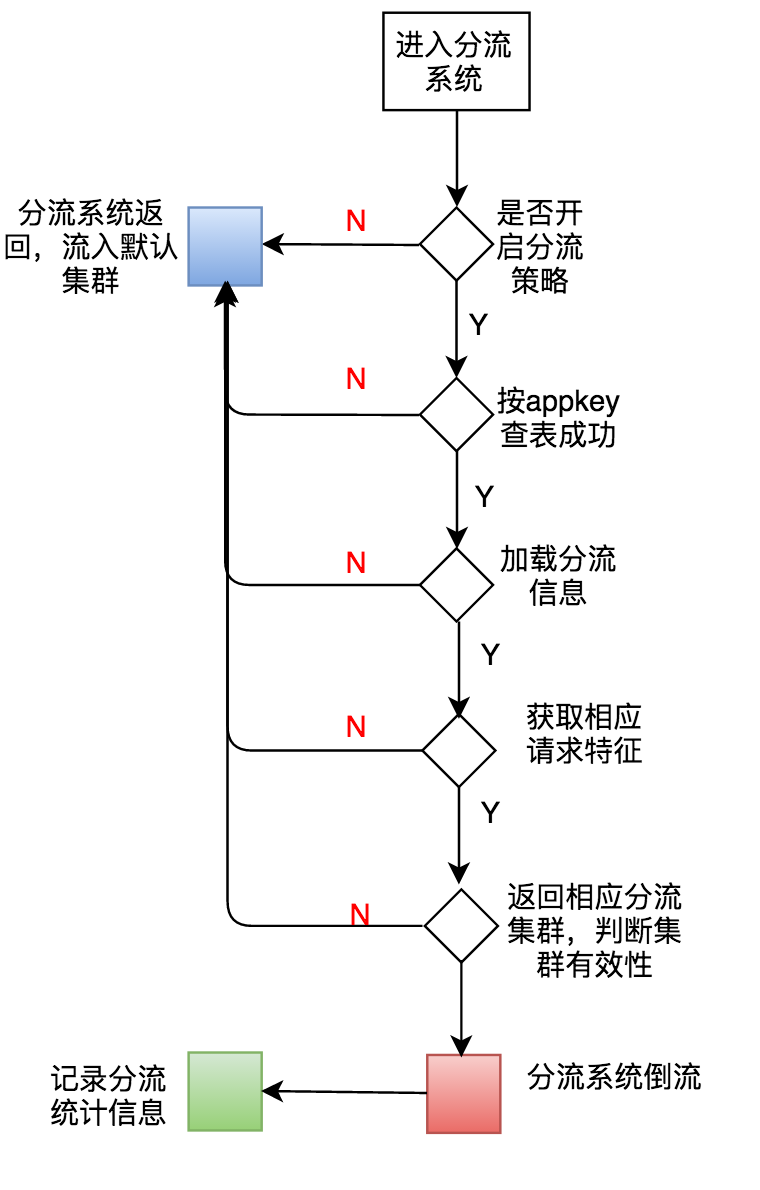 进入分流
系统
分流系统返
回，流入默认
集群
N
是否开
启分流
策略
Y
N
按appkey
查表成功
Y
N
加载分流
信息
Y
N
获取相应
请求特征
Y
N
返回相应分流
集群，判断集
群有效性
记录分流
统计信息
分流系统倒流